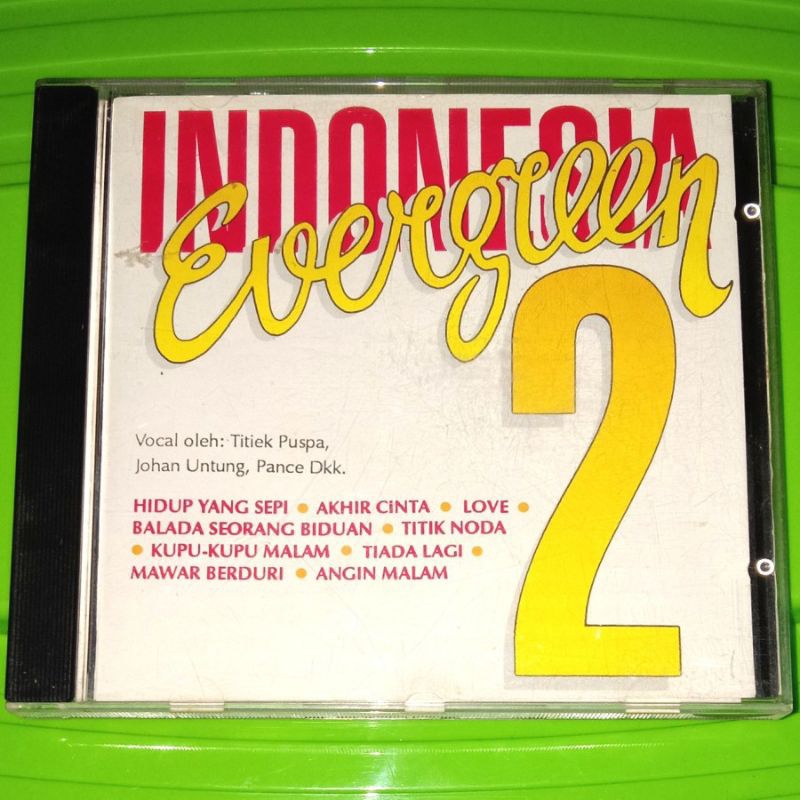 INDONESIA
Evergreen
2
Vocal oleh: Titiek Puspa,
Johan Untung, Pance Dkk.
HIDUP YANG SEPI • AKHIR CiNTA • LOVE •
BALADA SEORANG BIDUAN • TITIK NODA
• KUPU-KUPU MALAM • TIADA LAGI •
MAWAR BERDURI • ANGIN MALAM